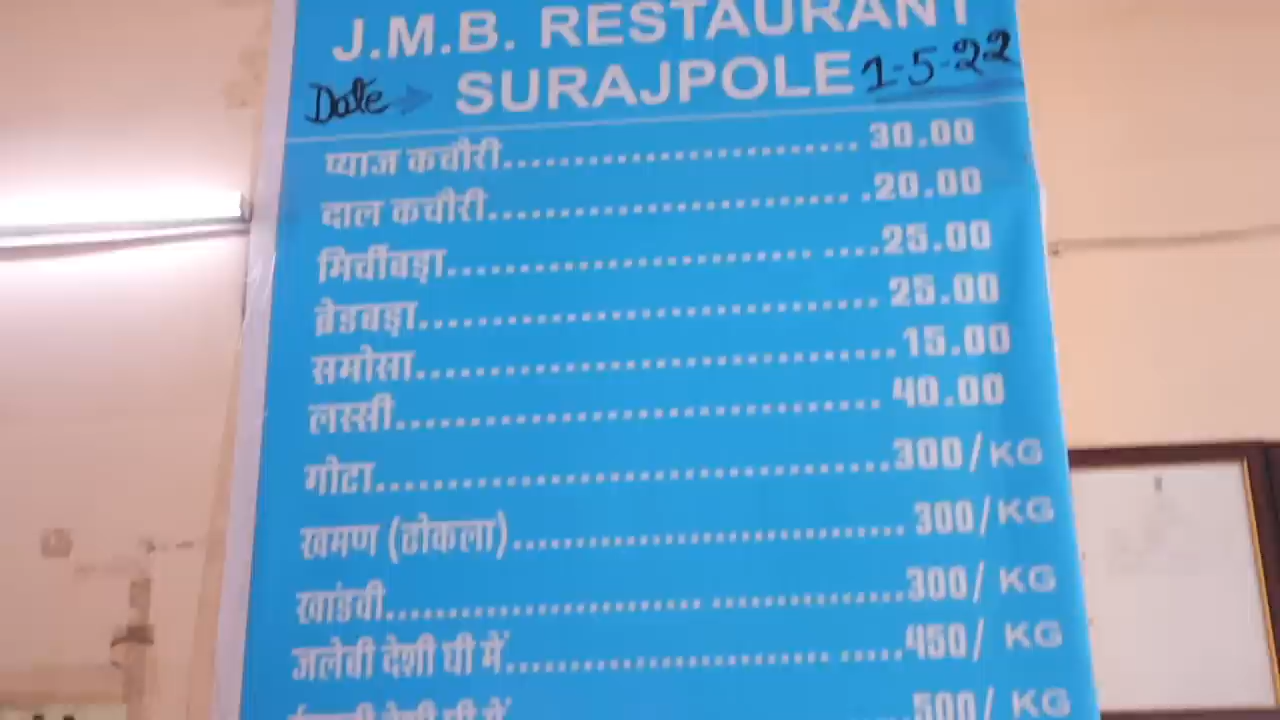 J.M.B. RESTAURANT
Date → SURAJPOLE 1-5-22
प्याज कचौरी.................................. 30.00
दाल कचौरी.................................. .20.00
मिर्चीबड़ा.................................. ....25.00
ब्रेडबड़ा.......................................... 25.00
समोसा..........................................15.00
लस्सी.......................................... 40.00
गोटा.............................................300/KG
खमण (ढोकला)................................... 300/KG
खांडवी............................. .................300/ KG
जलेबी देशी घी में............................. .....450/ KG
देशी घी में ....500/ KG